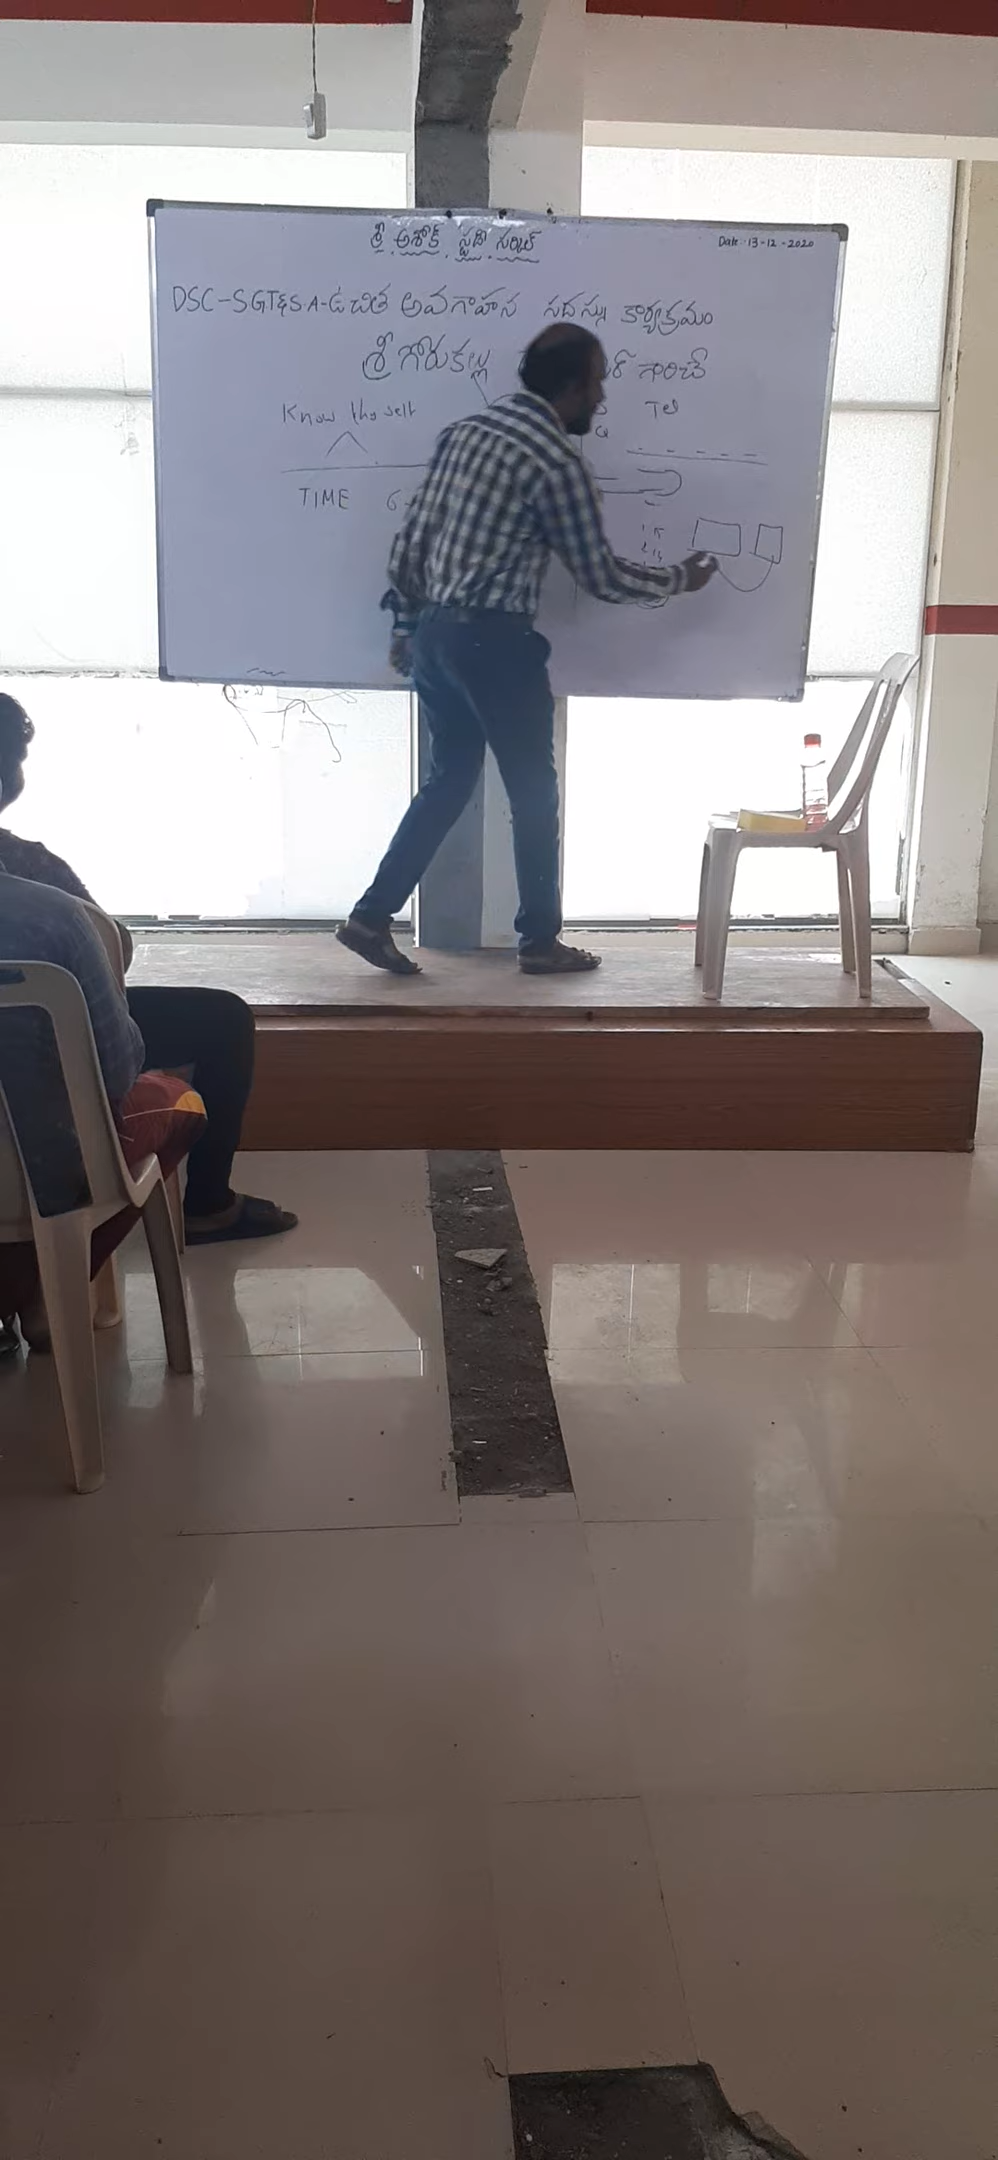 శ్రీ అశోక్ స్టడీ సర్కిల్
Date: 13-12-2020
DSC-SGT&SA-ఉచిత అవగాహన సదస్సు కార్యక్రమం
శ్రీ గోరుకల్లు గారిచే
Know thy self
Tel
TIME 6